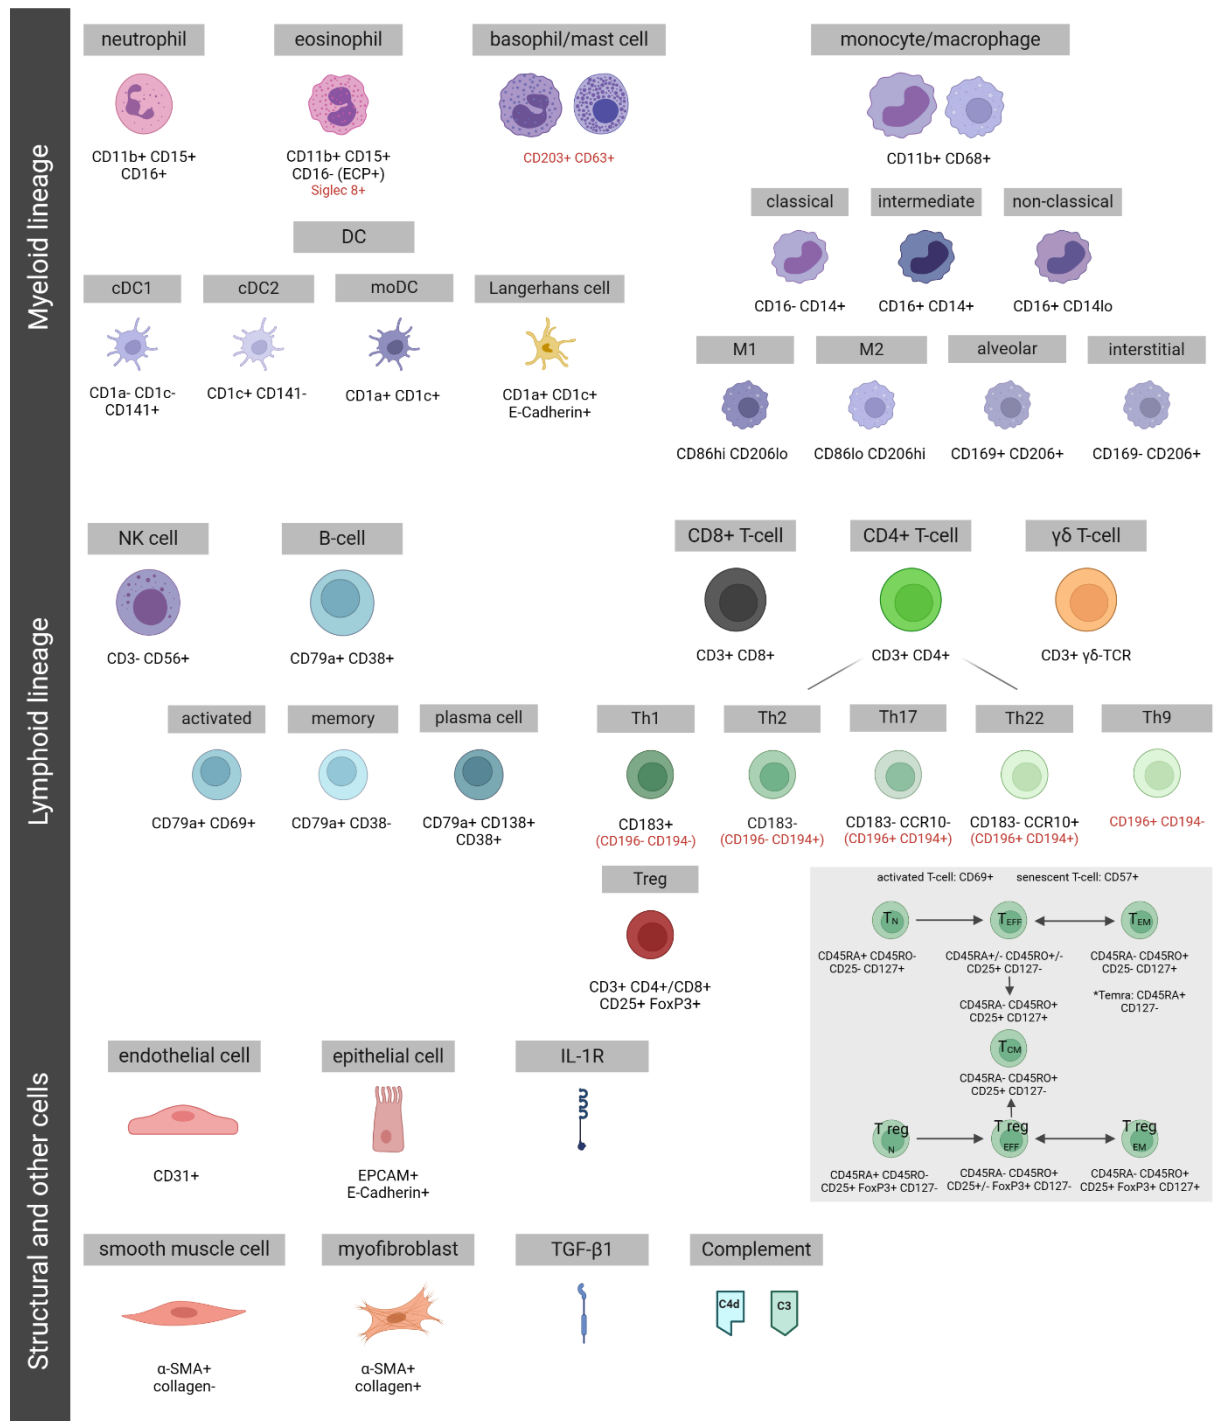 Myeloid lineage
neutrophil
CD11b+ CD15+
CD16+
eosinophil
CD11b+ CD15+
CD16- (ECP+)
Siglec 8+
basophil/mast cell
CD203+ CD63+
monocyte/macrophage
CD11b+ CD68+
classical
CD16- CD14+
intermediate
CD16+ CD14+
non-classical
CD16+ CD14lo
DC
cDC1
CD1a- CD1c-
CD141+
cDC2
CD1c+ CD141-
moDC
CD1a+ CD1c+
Langerhans cell
CD1a+ CD1c+
E-Cadherin+
M1
CD86hi CD206lo
M2
CD86lo CD206hi
alveolar
CD169+ CD206+
interstitial
CD169- CD206+
Lymphoid lineage
NK cell
CD3- CD56+
B-cell
CD79a+ CD38+
CD8+ T-cell
CD3+ CD8+
CD4+ T-cell
CD3+ CD4+
γδ T-cell
CD3+ γδ-TCR
activated
CD79a+ CD69+
memory
CD79a+ CD38-
plasma cell
CD79a+ CD138+
CD38+
Th1
CD183+
(CD196- CD194-)
Th2
CD183-
(CD196- CD194+)
Th17
CD183- CCR10-
(CD196+ CD194+)
Th22
CD183- CCR10+
(CD196+ CD194+)
Th9
CD196+ CD194-
Treg
CD3+ CD4+/CD8+
CD25+ FoxP3+
activated T-cell: CD69+
senescent T-cell: CD57+
TN
CD45RA+ CD45RO-
CD25- CD127+
TEFF
CD45RA+/- CD45RO+/-
CD25+ CD127-
TEM
CD45RA- CD45RO+
CD25- CD127+
*Temra: CD45RA+
CD127-
CD45RA- CD45RO+
CD25+ CD127+
TCM
CD45RA- CD45RO+
CD25+ CD127-
T reg
N
CD45RA+ CD45RO-
CD25+ FoxP3+ CD127-
T reg
EFF
CD45RA- CD45RO+
CD25+/- FoxP3+ CD127-
T reg
EM
CD45RA- CD45RO+
CD25+ FoxP3+ CD127+
Structural and other cells
endothelial cell
CD31+
epithelial cell
EPCAM+
E-Cadherin+
IL-1R
smooth muscle cell
α-SMA+
collagen-
myofibroblast
α-SMA+
collagen+
TGF-β1
Complement
C4d
C3